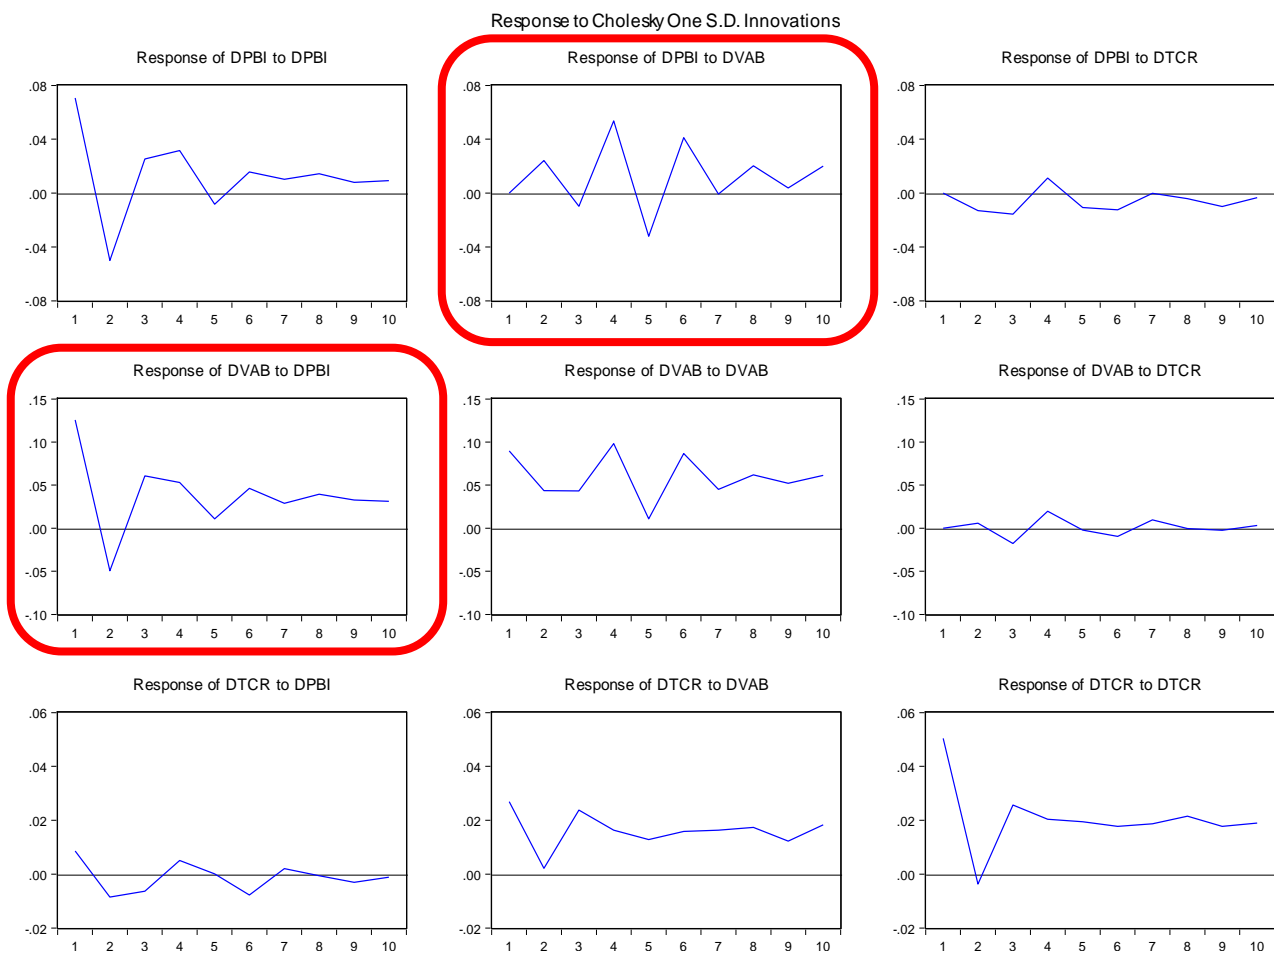 Response to Cholesky One S.D. Innovations
Response of DPBI to DPBI
.08
.04
.00
-.04
-.08
1 2 3 4 5 6 7 8 9 10
Response of DPBI to DVAB
.08
.04
.00
-.04
-.08
1 2 3 4 5 6 7 8 9 10
Response of DPBI to DTCR
.08
.04
.00
-.04
-.08
1 2 3 4 5 6 7 8 9 10
Response of DVAB to DPBI
.15
.10
.05
.00
-.05
-.10
1 2 3 4 5 6 7 8 9 10
Response of DVAB to DVAB
.15
.10
.05
.00
-.05
-.10
1 2 3 4 5 6 7 8 9 10
Response of DVAB to DTCR
.15
.10
.05
.00
-.05
-.10
1 2 3 4 5 6 7 8 9 10
Response of DTCR to DPBI
.06
.04
.02
.00
-.02
1 2 3 4 5 6 7 8 9 10
Response of DTCR to DVAB
.06
.04
.02
.00
-.02
1 2 3 4 5 6 7 8 9 10
Response of DTCR to DTCR
.06
.04
.02
.00
-.02
1 2 3 4 5 6 7 8 9 10